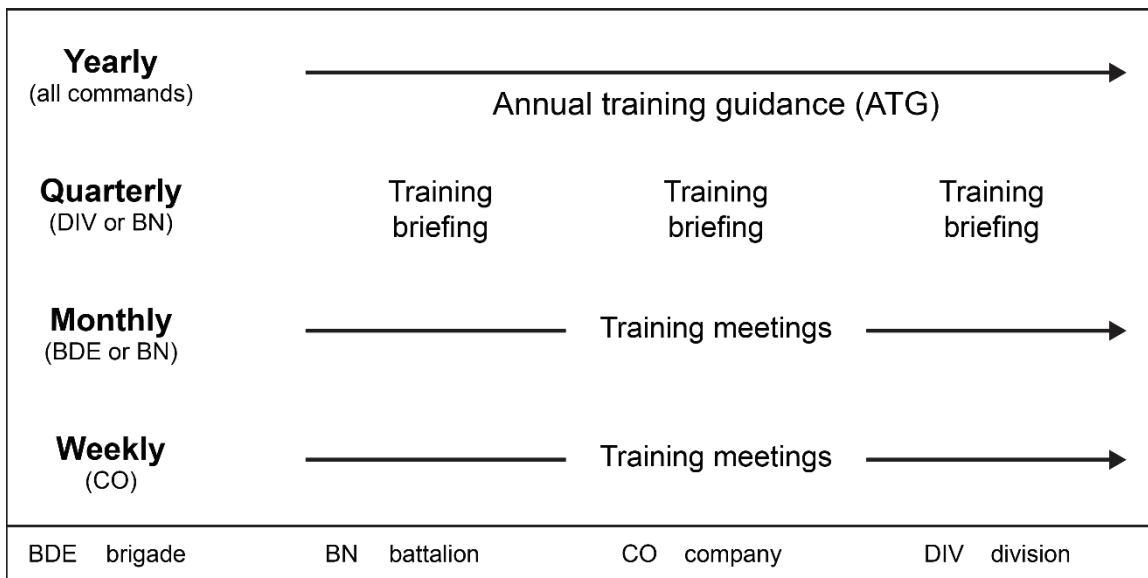 Yearly
(all commands)
Annual training guidance (ATG)
Quarterly
(DIV or BN)
Training briefing
Training briefing
Training briefing
Monthly
(BDE or BN)
Training meetings
Weekly
(CO)
Training meetings
BDE brigade BN battalion CO company DIV division